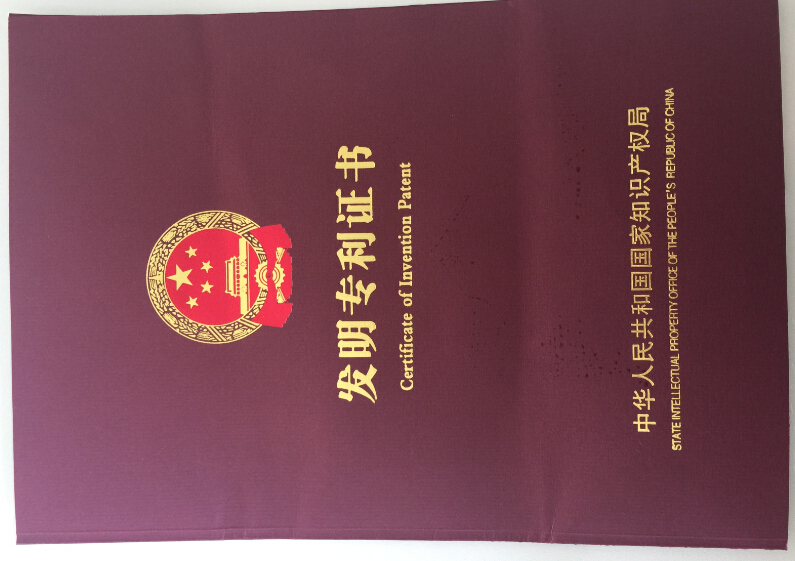 发明专利证书
Certificate of Invention Patent
中华人民共和国国家知识产权局
STATE INTELLECTUAL PROPERTY OFFICE OF THE PEOPLE'S REPUBLIC OF CHINA